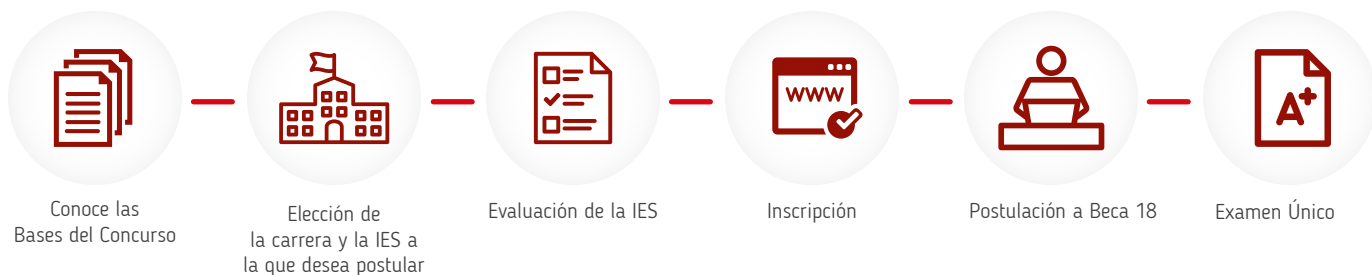 Conoce las
Bases del Concurso
Elección de
la carrera y la IES a
la que desea postular
Evaluación de la IES
WWW
Inscripción
Postulación a Beca 18
A+
Examen Único